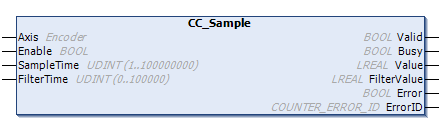 CC_Sample
Axis Encoder BOOL Valid
Enable BOOL BOOL Busy
SampleTime UDINT (1..100000000) LREAL Value
FilterTime UDINT (0..100000) LREAL FilterValue
BOOL Error
COUNTER_ERROR_ID ErrorID